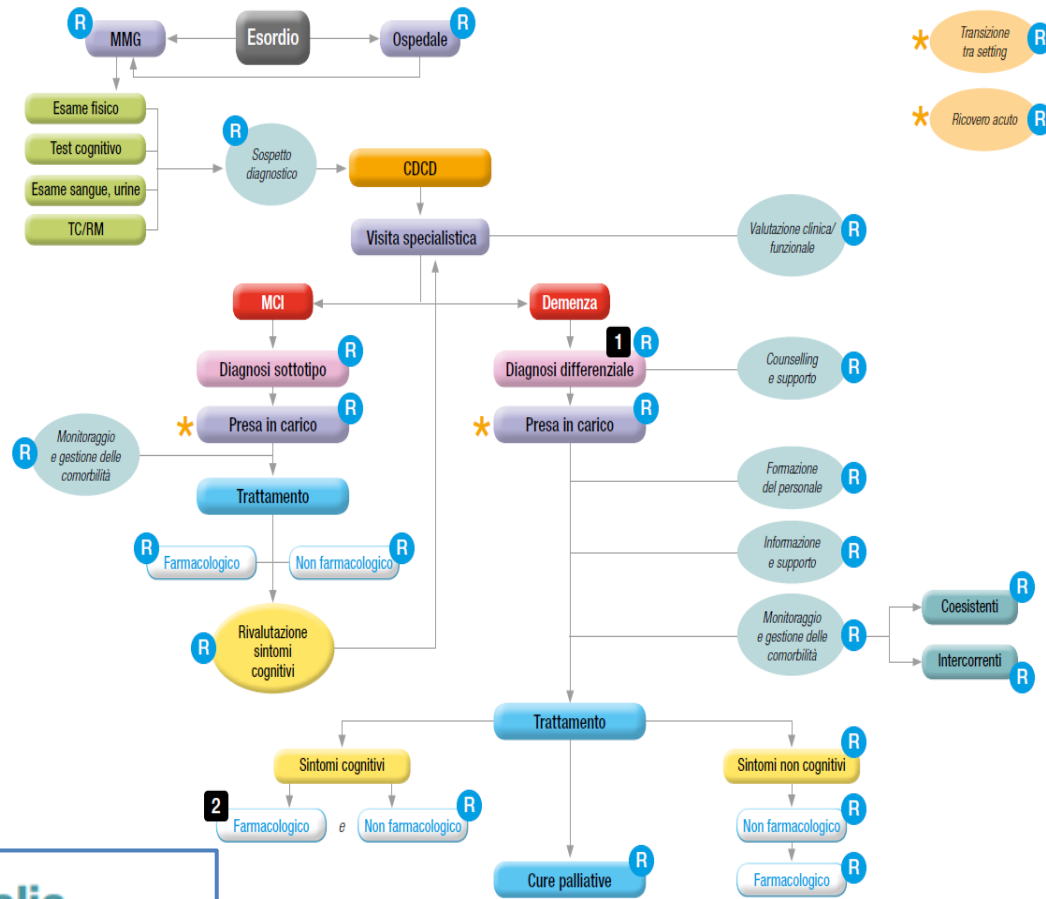 R
MMG
Esordio
Ospedale
R
*
Transizione
tra setting
R
*
Ricovero acuto
R
Esame fisico
Test cognitivo
Esame sangue, urine
TC/RM
R
Sospetto
diagnostico
CDCD
Visita specialistica
Valutazione clinica/
funzionale
R
MCI
Demenza
Diagnosi sottotipo
R
1
R
Diagnosi differenziale
Counselling
e supporto
R
*
Presa in carico
R
*
Presa in carico
R
R
Monitoraggio
e gestione delle
comorbilità
Trattamento
R
Farmacologico
Non farmacologico
R
R
Rivalutazione
sintomi
cognitivi
Formazione
del personale
R
Informazione
e supporto
R
Monitoraggio
e gestione delle
comorbilità
R
Coesistenti
R
Intercorrenti
R
Trattamento
Sintomi cognitivi
Sintomi non cognitivi
R
2
Farmacologico
e
Non farmacologico
R
Non farmacologico
R
Cure palliative
R
Farmacologico
R